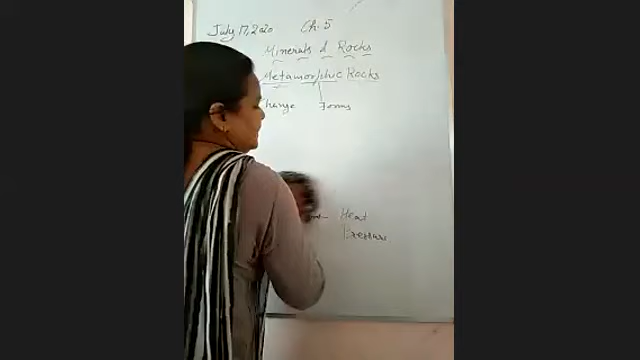 July 17, 2020 Ch. 5
Minerals & Rocks
Metamorphic Rocks
Change Forms
Heat
Pressure